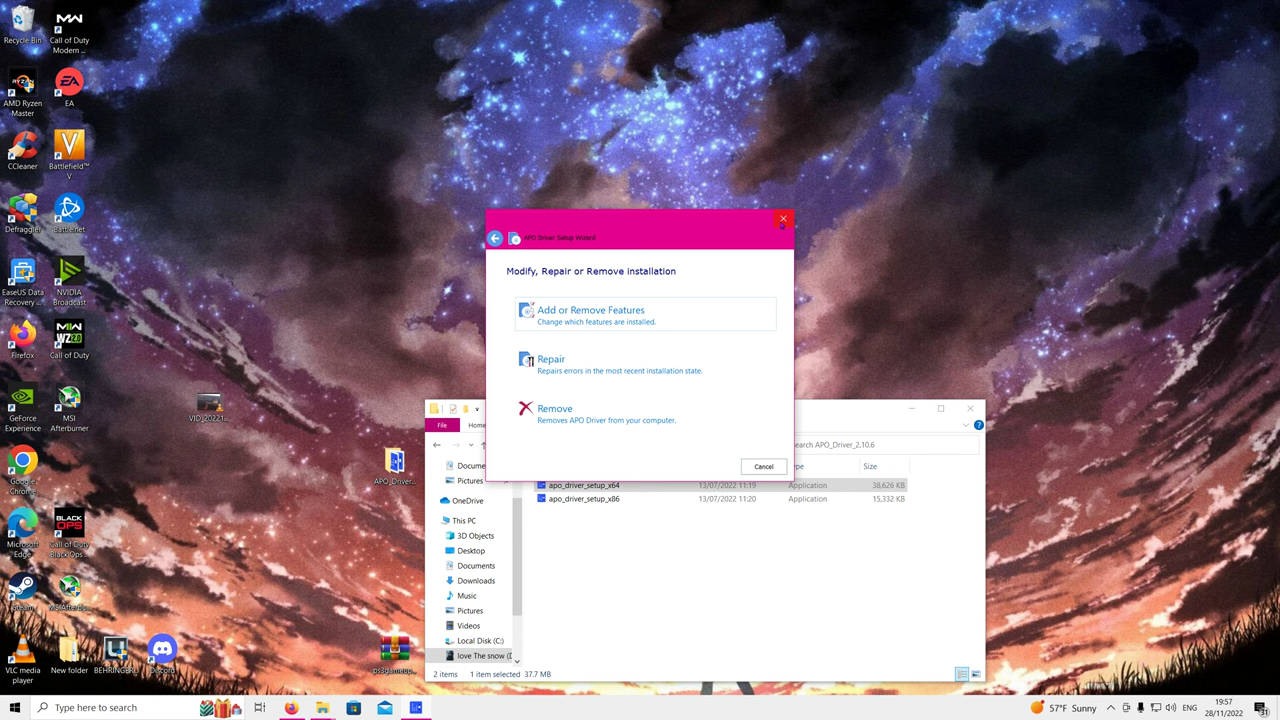 Recycle Bin
Call of Duty
Modern ...
AMD Ryzen
Master
EA
CCleaner
Battlefield™
V
Defraggler
Battle.net
EaseUS Data
Recovery ...
NVIDIA
Broadcast
Firefox
Call of Duty
GeForce
Experience
MSI
Afterburner
Google
Chrome
Microsoft
Edge
Call of Duty
Black Ops ...
Steam
VLC media
player
New folder
BEHRINGER
Discord
VID_20221...
APO_Driver...
ps3gameup...
APO Driver Setup Wizard
Modify, Repair or Remove installation
Add or Remove Features
Change which features are installed.
Repair
Repairs errors in the most recent installation state.
Remove
Removes APO Driver from your computer.
Cancel
File
Home
earch APO_Driver_2.10.6
Docume
Pictures
OneDrive
This PC
3D Objects
Desktop
Documents
Downloads
Music
Pictures
Videos
Local Disk (C:)
love The snow (D
pe
Size
apo_driver_setup_x64
13/07/2022 11:19
Application
38,626 KB
apo_driver_setup_x86
13/07/2022 11:20
Application
15,332 KB
2 items
1 item selected 37.7 MB
Type here to search
57°F Sunny
ENG
19:57
28/11/2022
31